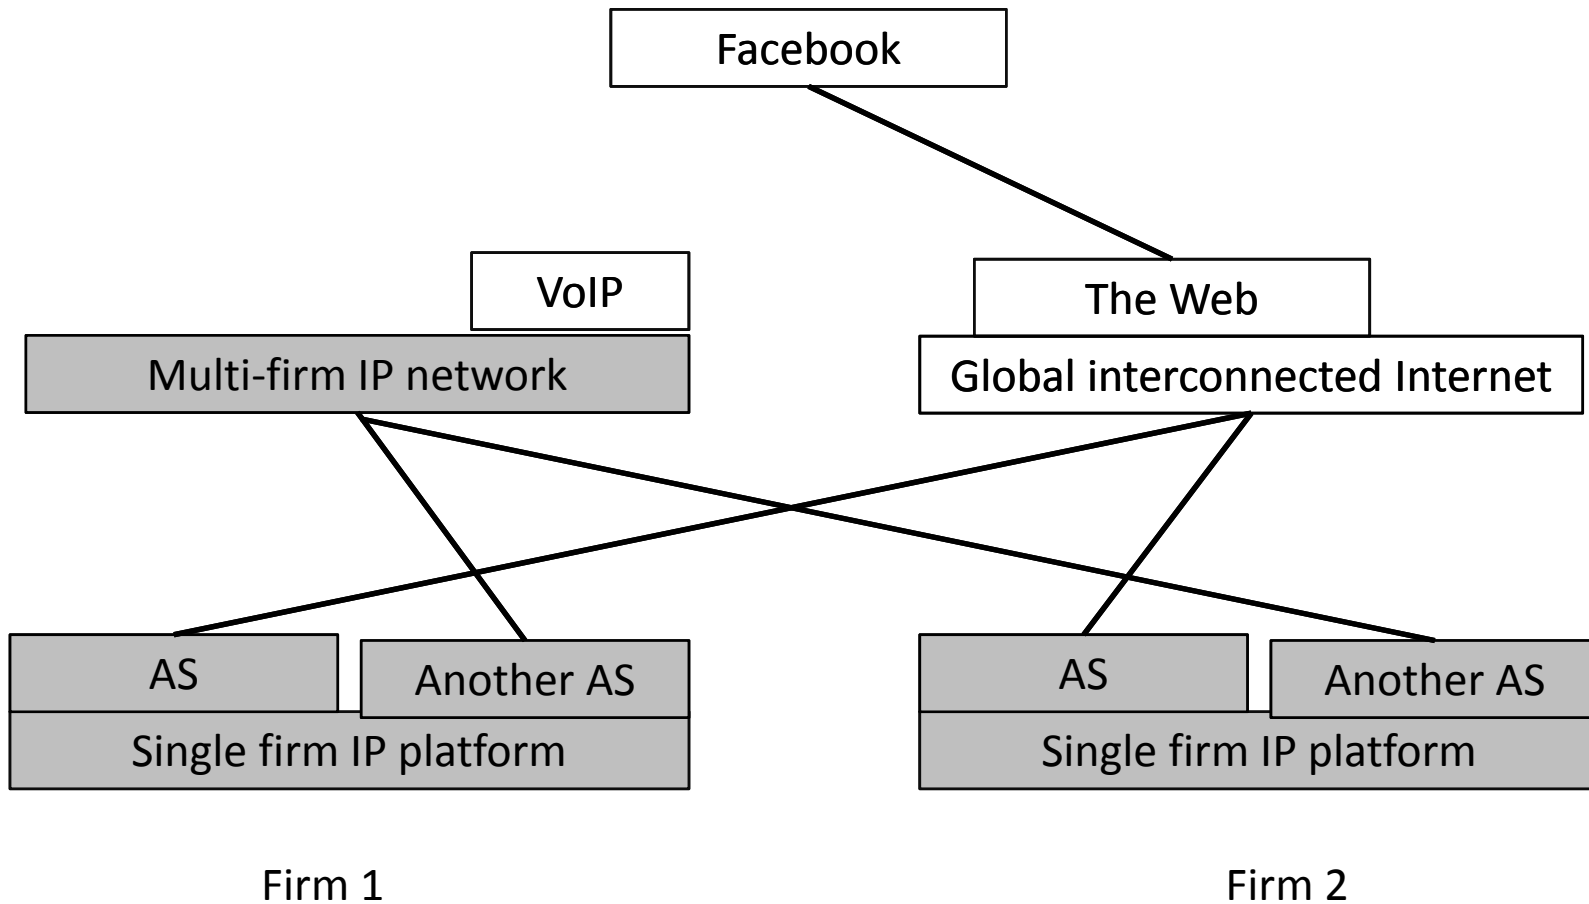 Facebook
VoIP
The Web
Multi-firm IP network
Global interconnected Internet
AS
Another AS
AS
Another AS
Single firm IP platform
Single firm IP platform
Firm 1
Firm 2